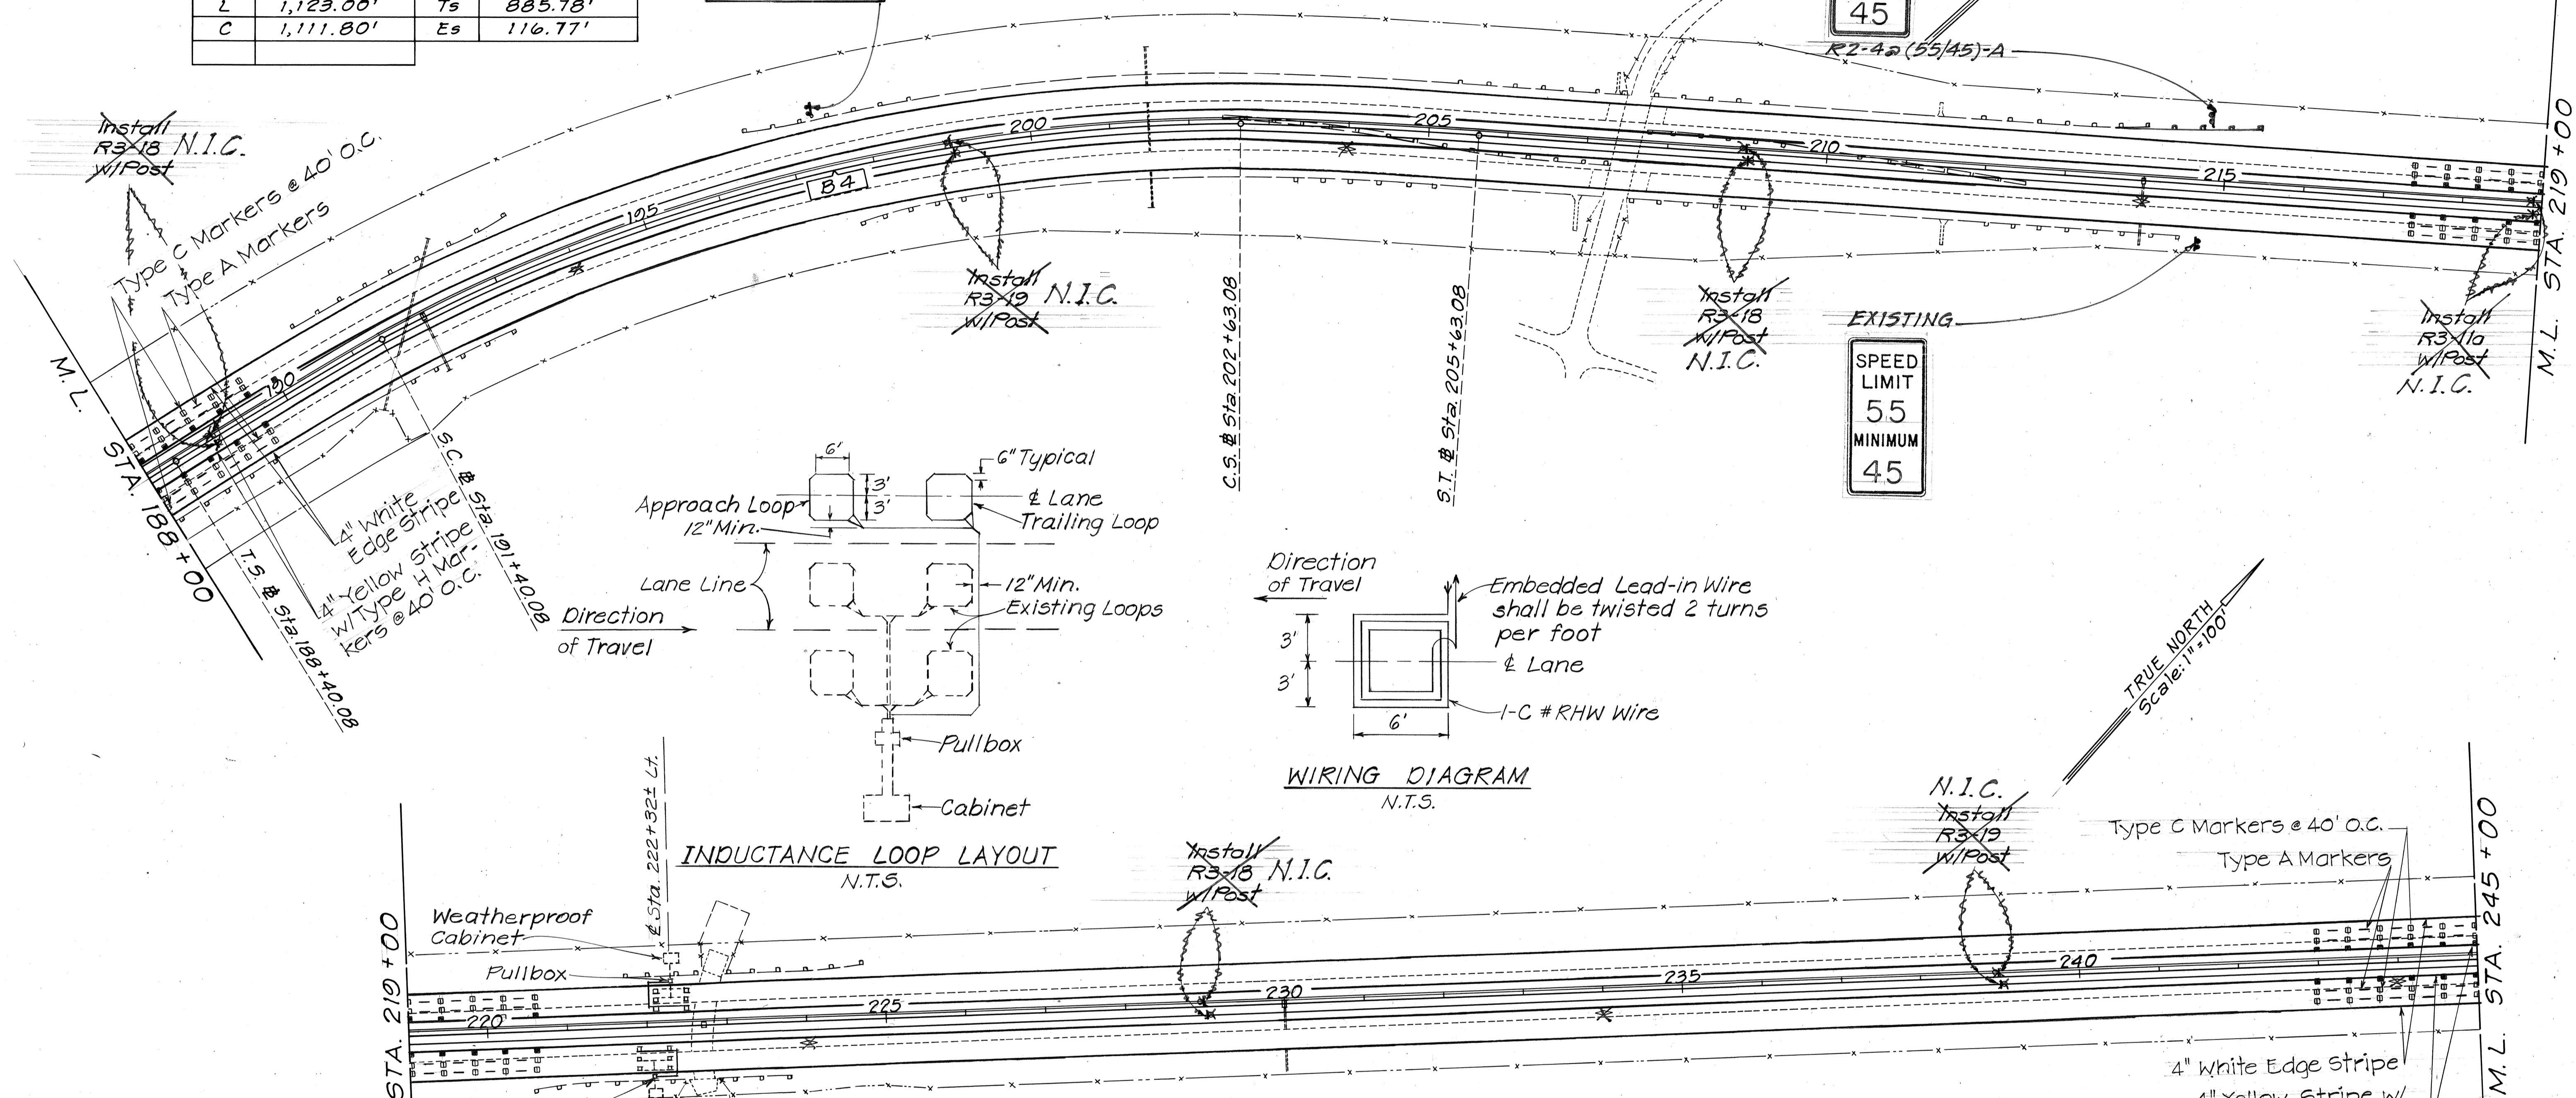 L 1,123.00' Ts 885.78'
C 1,111.80' Es 116.77'
45
R2-4a (55/45)-A
Install
R3-18 N.I.C.
W/Post
Type C Markers @ 40' O.C.
Type A Markers
190
195
B4
200
205
210
215
Install
R3-19 N.I.C.
W/Post
Install
R3-18
W/Post
N.I.C.
EXISTING
SPEED
LIMIT
55
MINIMUM
45
Install
R3-11a
W/Post
N.I.C.
M.L. STA. 219+00
M.L. STA. 188+00
T.S. ⅊ Sta. 188+40.08
S.C. ⅊ Sta. 191+40.08
C.S. ⅊ Sta. 202+63.08
S.T. ⅊ Sta. 205+63.08
4" White
Edge Stripe
4" Yellow Stripe
W/Type H Mar-
kers @ 40' O.C.
6'
6" Typical
3'
3'
Approach Loop
12" Min.
℄ Lane
Trailing Loop
Lane Line
12" Min.
Existing Loops
Direction
of Travel
Pullbox
Cabinet
INDUCTANCE LOOP LAYOUT
N.T.S.
Direction
of Travel
Embedded Lead-in Wire
shall be twisted 2 turns
per foot
3'
3'
℄ Lane
6'
1-C # RHW Wire
WIRING DIAGRAM
N.T.S.
TRUE NORTH
Scale: 1"=100'
℄ Sta. 222+32± Lt.
Weatherproof
Cabinet
Pullbox
STA. 219+00
220
225
230
235
240
Install
R3-18 N.I.C.
W/Post
N.I.C.
Install
R3-19
W/Post
Type C Markers @ 40' O.C.
Type A Markers
M.L. STA. 245+00
4" White Edge Stripe
4" Yellow Stripe W/